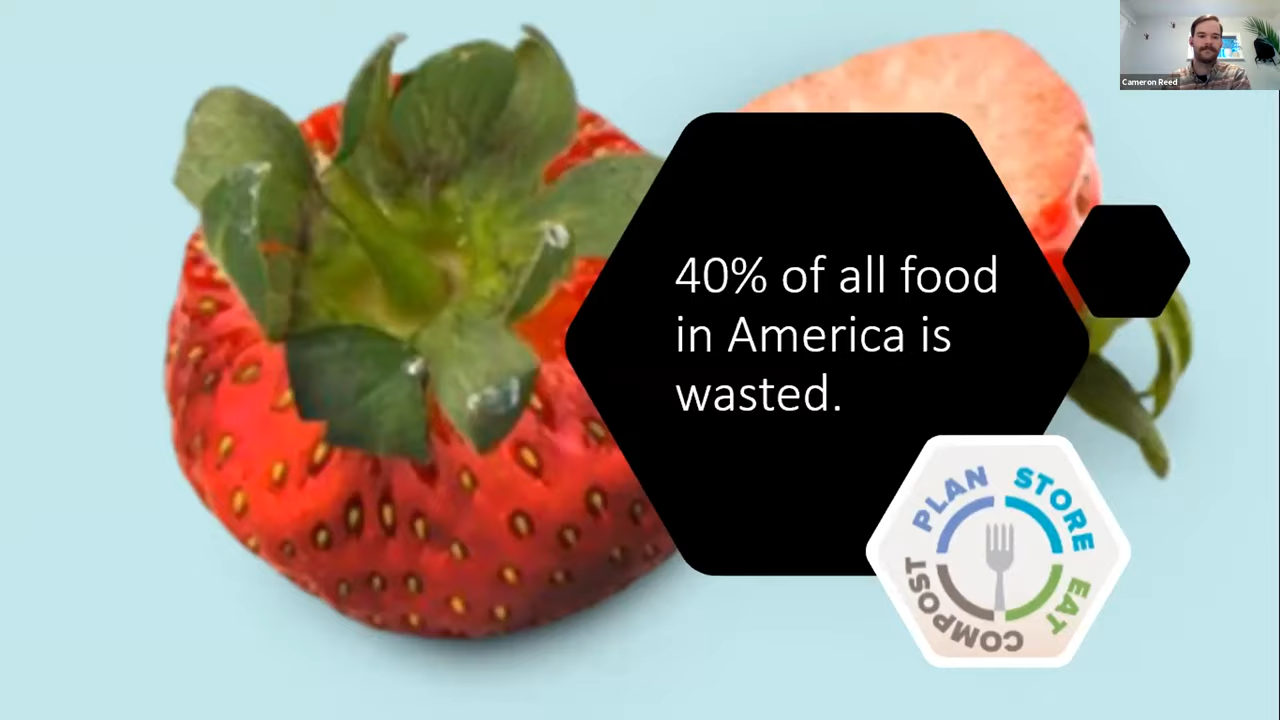 Cameron Reed
40% of all food
in America is
wasted.
PLAN
STORE
EAT
COMPOST